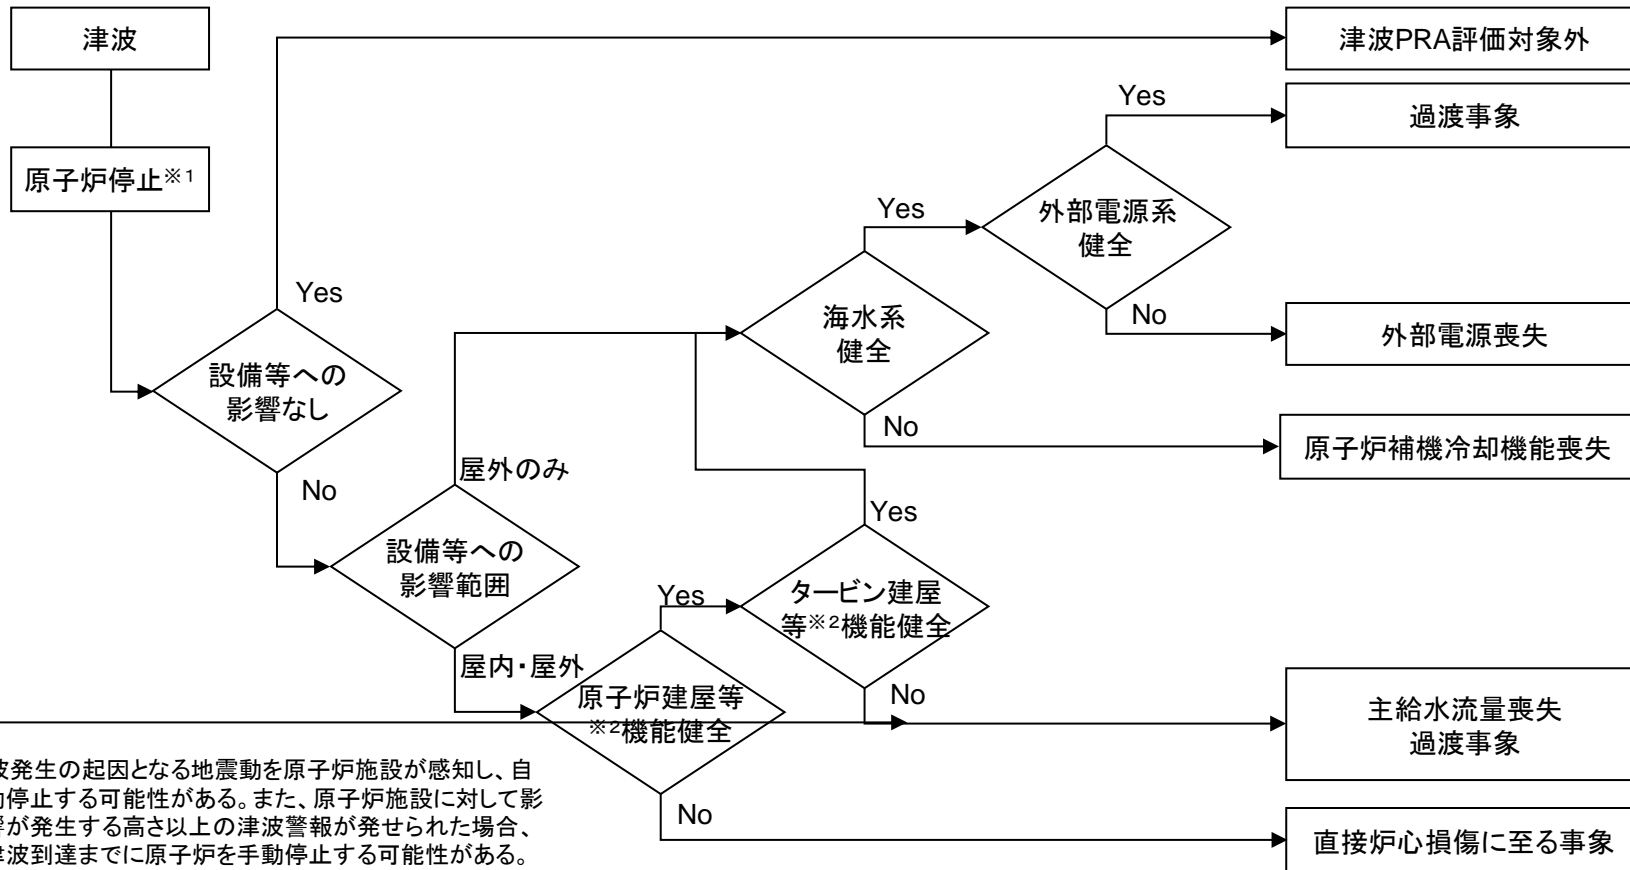 津波
原子炉停止※1
設備等への
影響なし
Yes
No
津波PRA評価対象外
設備等への
影響範囲
屋外のみ
屋内・屋外
海水系
健全
Yes
No
外部電源系
健全
Yes
No
過渡事象
外部電源喪失
原子炉補機冷却機能喪失
原子炉建屋等
※2機能健全
Yes
No
タービン建屋
等※2機能健全
Yes
No
主給水流量喪失
過渡事象
直接炉心損傷に至る事象
波発生の起因となる地震動を原子炉施設が感知し、自
動停止する可能性がある。また、原子炉施設に対して影
響が発生する高さ以上の津波警報が発せられた場合、
津波到達までに原子炉を手動停止する可能性がある。